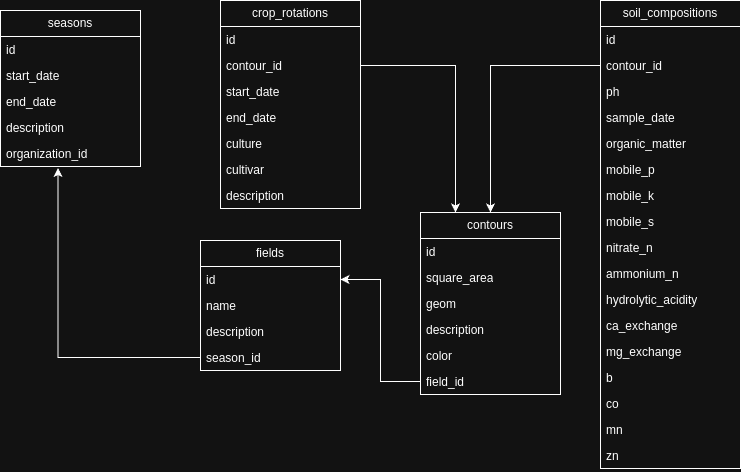 seasons
id
start_date
end_date
description
organization_id
crop_rotations
id
contour_id
start_date
end_date
culture
cultivar
description
soil_compositions
id
contour_id
ph
sample_date
organic_matter
mobile_p
mobile_k
mobile_s
nitrate_n
ammonium_n
hydrolytic_acidity
ca_exchange
mg_exchange
b
co
mn
zn
fields
id
name
description
season_id
contours
id
square_area
geom
description
color
field_id